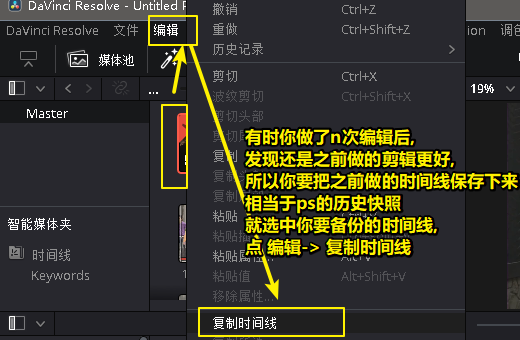 DaVinci Resolve - Untitled P
撤销 Ctrl+Z
DaVinci Resolve 文件 编辑
重做 Ctrl+Shift+Z
历史记录
媒体池
剪切 Ctrl+X
19%
波纹剪切 Ctrl+Shift+X
Master
剪切头部
有时你做了n次编辑后,
发现还是之前做的剪辑更好,
所以你要把之前做的时间线保存下来
相当于ps的历史快照
就选中你要备份的时间线,
点 编辑-> 复制时间线
复制
智能媒体夹
粘贴
时间线
粘贴属性... Alt+V
Keywords
粘贴值 Alt+Shift+V
移除属性...
复制时间线